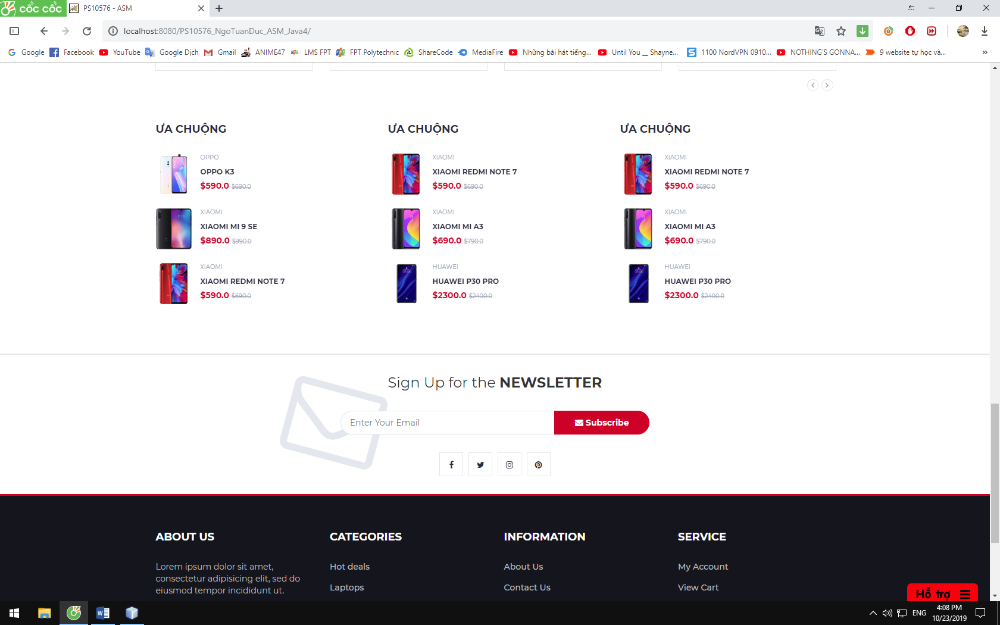 cốc cốc
PS10576 - ASM
localhost:8080/PS10576_NgoTuanDuc_ASM_Java4/
Google
Facebook
YouTube
Google Dịch
Gmail
ANIME47
LMS FPT
FPT Polytechnic
ShareCode
MediaFire
Những bài hát tiếng...
Until You __ Shayne...
1100 NordVPN 0910...
NOTHING'S GONNA...
9 website tự học và...
ƯA CHUỘNG
OPPO
OPPO K3
$590.0 $690.0
XIAOMI
XIAOMI MI 9 SE
$890.0 $990.0
XIAOMI
XIAOMI REDMI NOTE 7
$590.0 $690.0
ƯA CHUỘNG
XIAOMI
XIAOMI REDMI NOTE 7
$590.0 $690.0
XIAOMI
XIAOMI MI A3
$690.0 $790.0
HUAWEI
HUAWEI P30 PRO
$2300.0 $2400.0
ƯA CHUỘNG
XIAOMI
XIAOMI REDMI NOTE 7
$590.0 $690.0
XIAOMI
XIAOMI MI A3
$690.0 $790.0
HUAWEI
HUAWEI P30 PRO
$2300.0 $2400.0
Sign Up for the NEWSLETTER
Enter Your Email
Subscribe
ABOUT US
Lorem ipsum dolor sit amet,
consectetur adipisicing elit, sed do
eiusmod tempor incididunt ut.
CATEGORIES
Hot deals
Laptops
INFORMATION
About Us
Contact Us
SERVICE
My Account
View Cart
Hỗ trợ
ENG
4:08 PM
10/23/2019